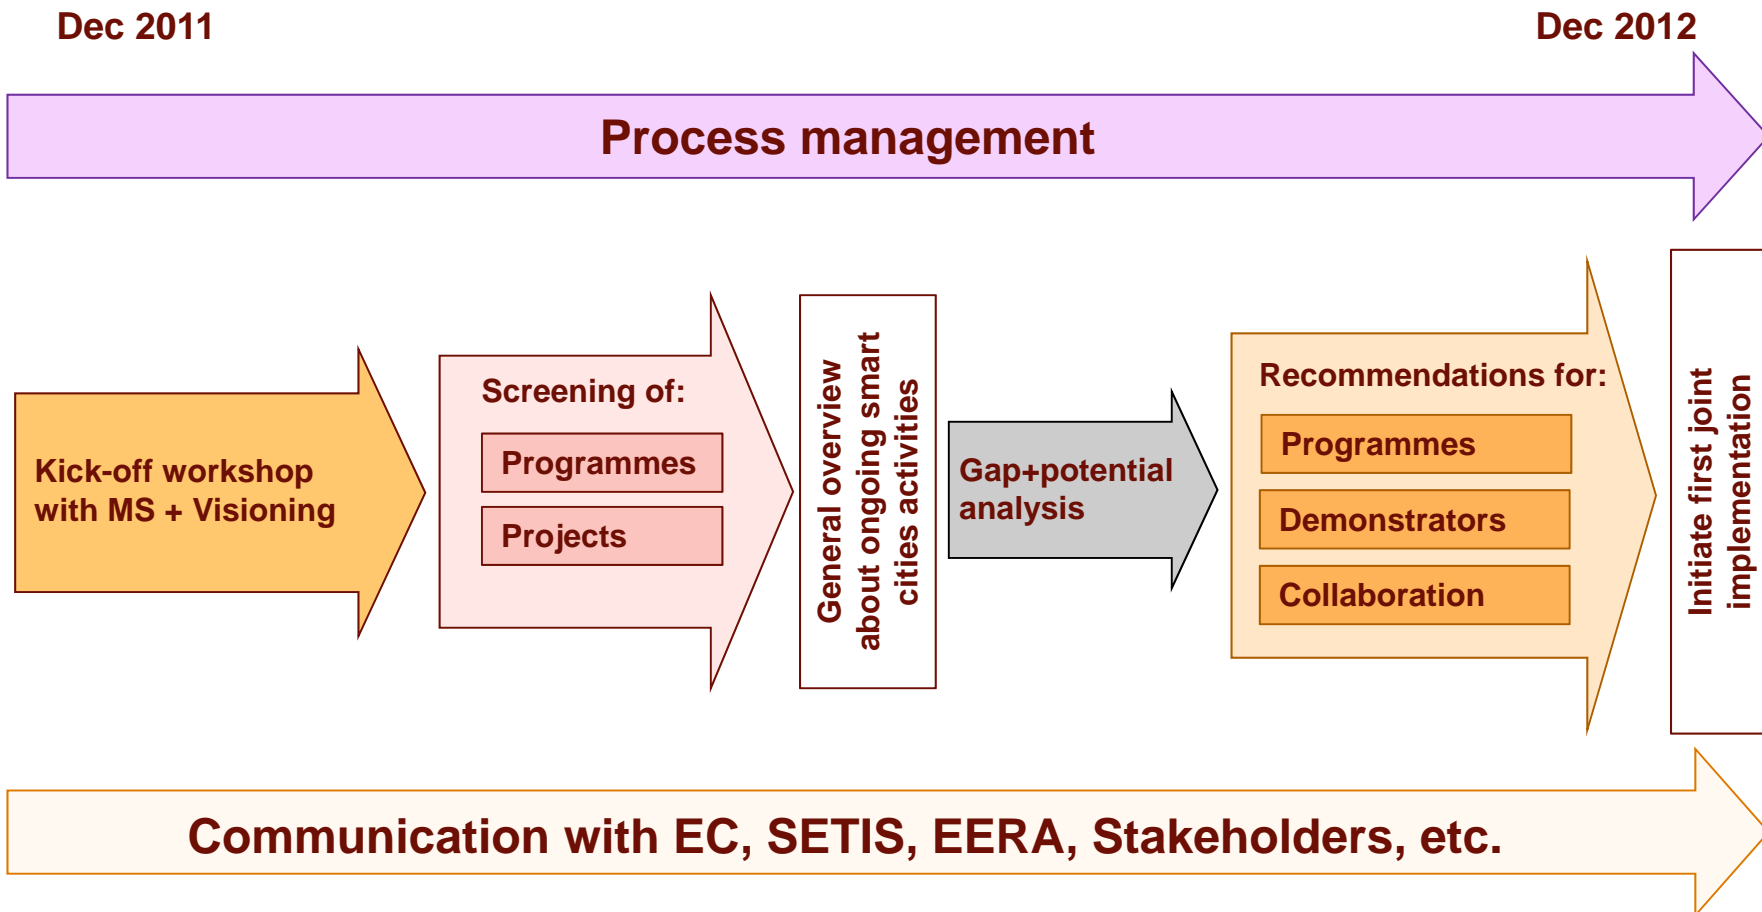 Dec 2011
Dec 2012
Process management
Kick-off workshop
with MS + Visioning
Screening of:
Programmes
Projects
General overview
about ongoing smart
cities activities
Gap+potential
analysis
Recommendations for:
Programmes
Demonstrators
Collaboration
Initiate first joint
implementation
Communication with EC, SETIS, EERA, Stakeholders, etc.